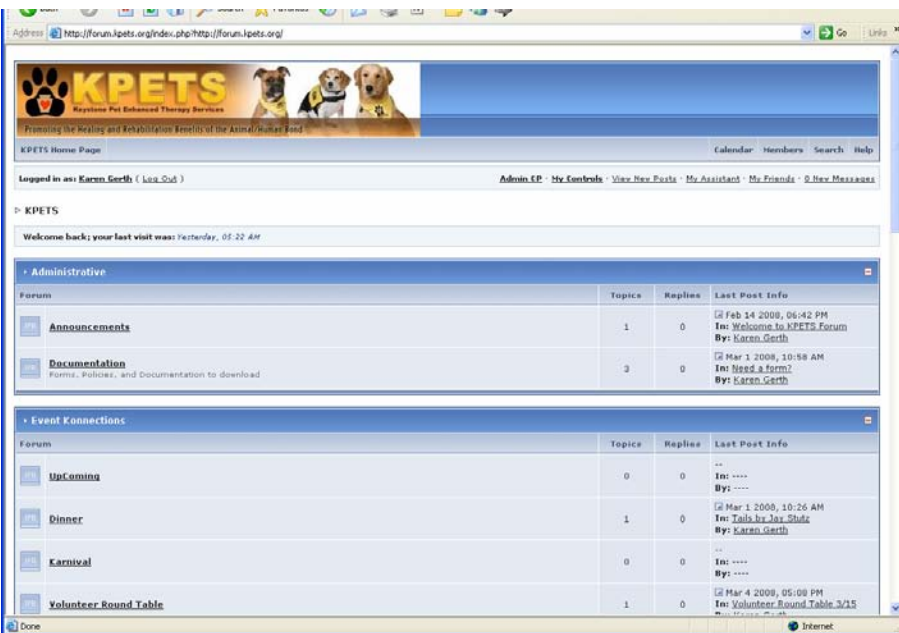 Back
Search Favorites
Address http://forum.kpets.org/index.php?http://forum.kpets.org/ Go Links »
KPETS
Keystone Pet Enhanced Therapy Services
Promoting the Healing and Rehabilitation Benefits of the Animal/Human Bond
KPETS Home Page Calendar Members Search Help
Logged in as: Karen Gerth ( Log Out ) Admin CP · My Controls · View New Posts · My Assistant · My Friends · 0 New Messages
KPETS
Welcome back; your last visit was: Yesterday, 05:22 AM
Administrative
Forum Topics Replies Last Post Info
Announcements 1 0 Feb 14 2008, 06:42 PM
In: Welcome to KPETS Forum
By: Karen Gerth
Documentation 3 0 Mar 1 2008, 10:58 AM
Forms, Policies, and Documentation to download In: Need a form?
By: Karen Gerth
Event Konnections
Forum Topics Replies Last Post Info
UpComing 0 0 --
In: ----
By: ----
Dinner 1 0 Mar 1 2008, 10:26 AM
In: Tails by Jay Stutz
By: Karen Gerth
Karnival 0 0 --
In: ----
By: ----
Volunteer Round Table 1 0 Mar 4 2008, 05:08 PM
In: Volunteer Round Table 3/15
By: Karen Gerth
Done Internet